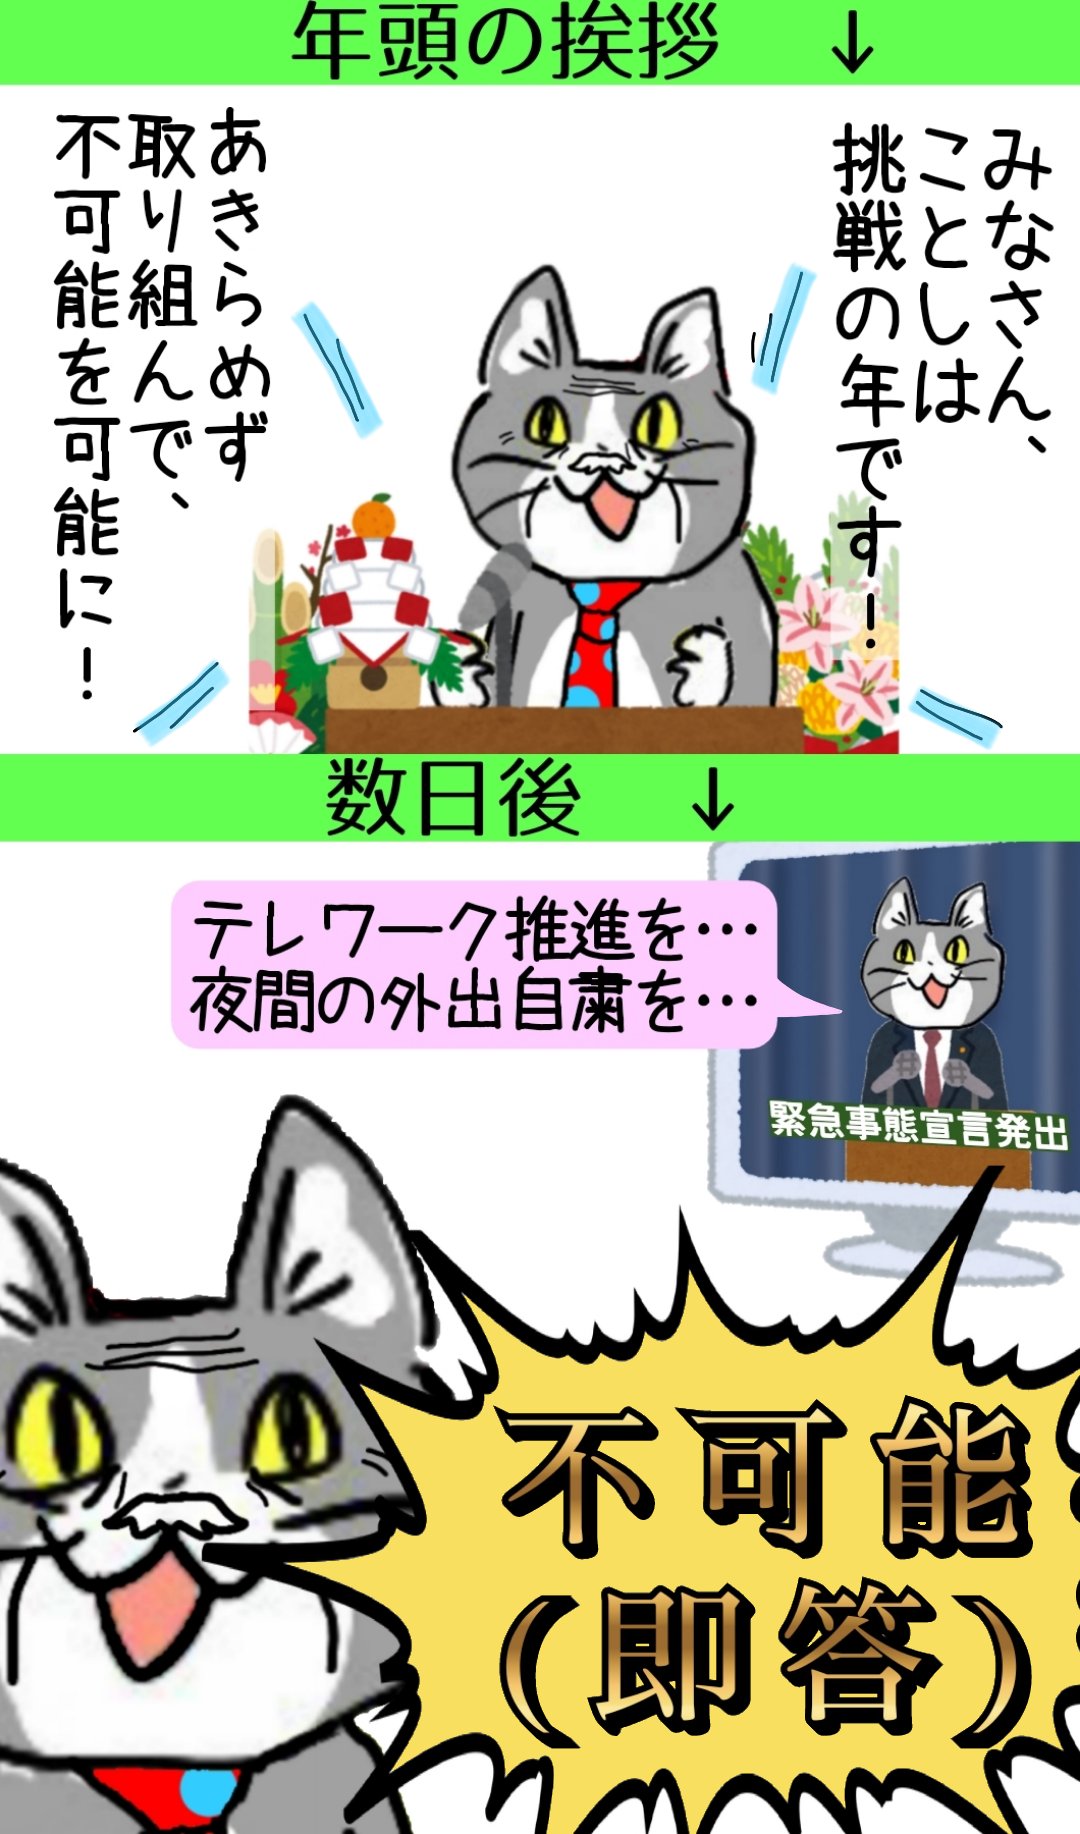 年頭の挨拶 ↓
みなさん、
ことしは
挑戦の年です!
あきらめず
取り組んで、
不可能を可能に!
数日後 ↓
テレワーク推進を…
夜間の外出自粛を…
緊急事態宣言発出
不可能
(即答)